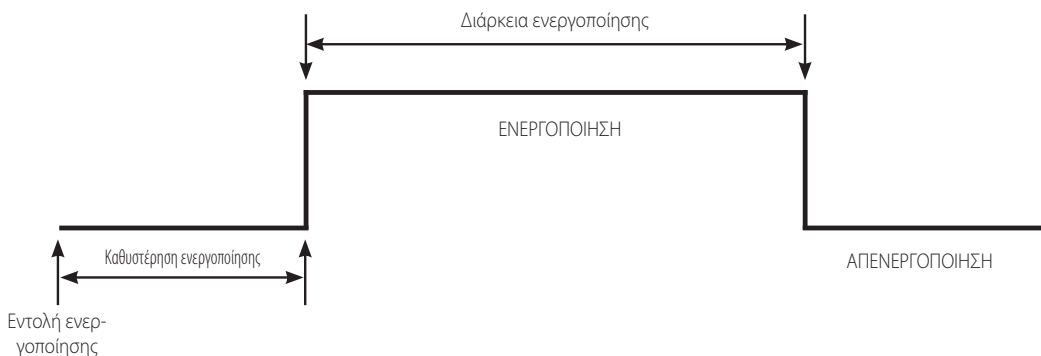 Διάρκεια ενεργοποίησης
ΕΝΕΡΓΟΠΟΙΗΣΗ
Καθυστέρηση ενεργοποίησης
ΑΠΕΝΕΡΓΟΠΟΙΗΣΗ
Εντολή ενερ-
γοποίησης